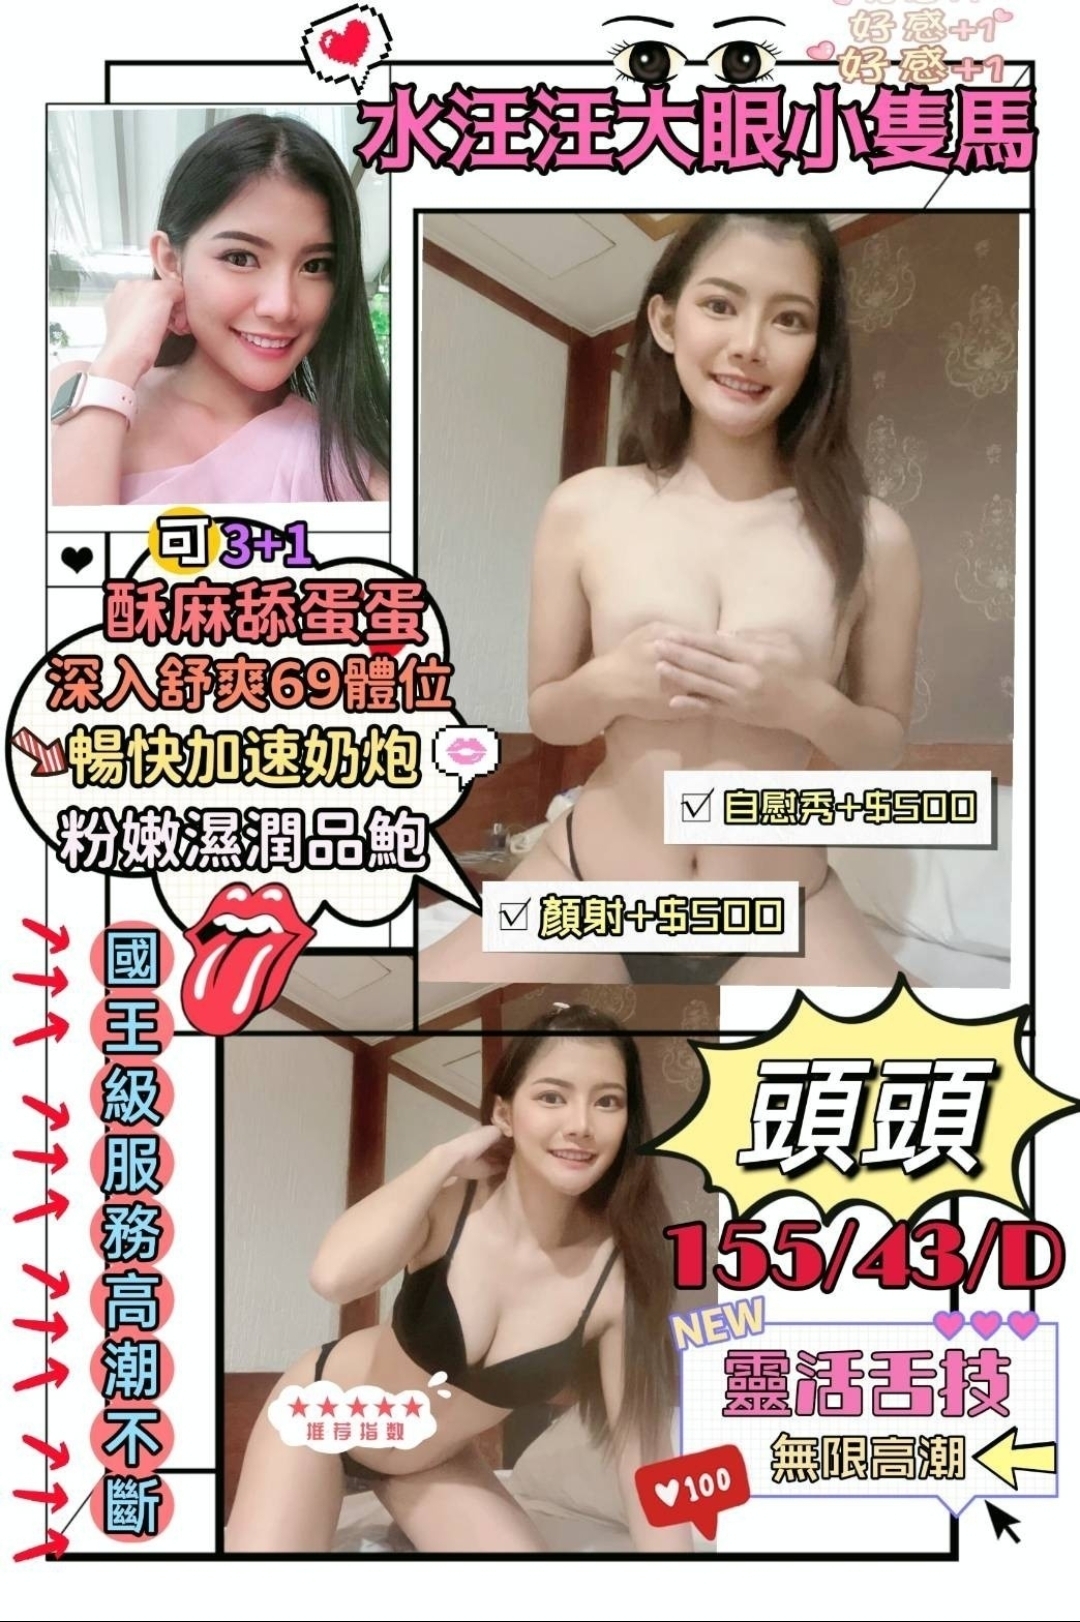 好感+1
好感+1
水汪汪大眼小隻馬
可3+1
酥麻舔蛋蛋
深入舒爽69體位
暢快加速奶炮
粉嫩濕潤品鮑
自慰秀+$500
顏射+$500
國王級服務高潮不斷
頭頭
155/43/D
NEW
靈活舌技
無限高潮
推荐指数
100